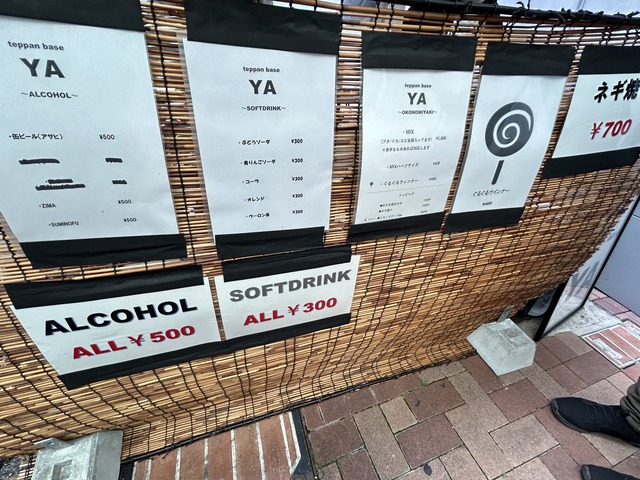 teppan base
YA
～ALCOHOL～
・缶ビール(アサヒ) ¥500
・ZIMA ¥500
・SUMINOFU ¥500
teppan base
YA
～SOFTDRINK～
・ぶどうソーダ ¥300
・青りんごソーダ ¥300
・コーラ ¥300
・オレンジ ¥300
・ウーロン茶 ¥300
teppan base
YA
～OKONOMIYAKI～
・MIX ¥1,000
・MIXハーフサイズ
・ぐるぐるウインナー
トッピング
ぐるぐるウインナー
¥400
ネギ焼
¥700
ALCOHOL
ALL¥500
SOFTDRINK
ALL¥300